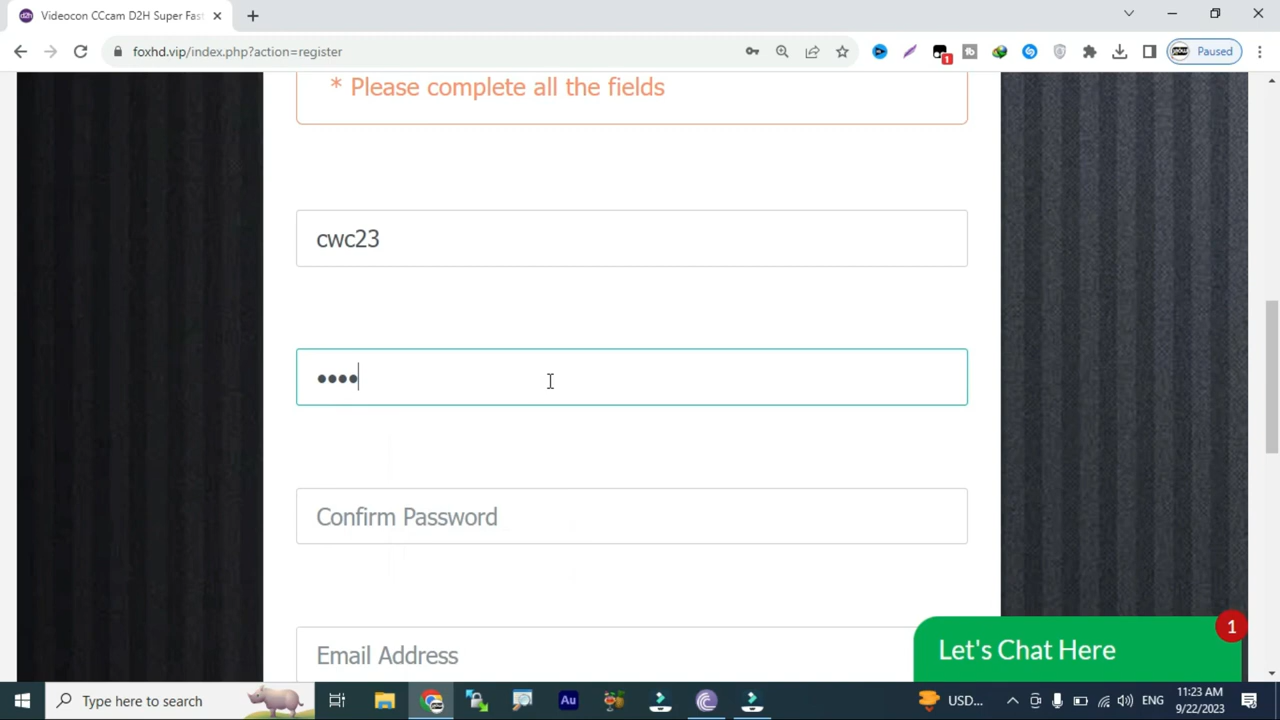 Videocon CCcam D2H Super Fast
foxhd.vip/index.php?action=register
Paused
1
* Please complete all the fields
cwc23
••••
Confirm Password
Email Address
Let's Chat Here
1
Type here to search
Au
USD...
ENG
11:23 AM
9/22/2023